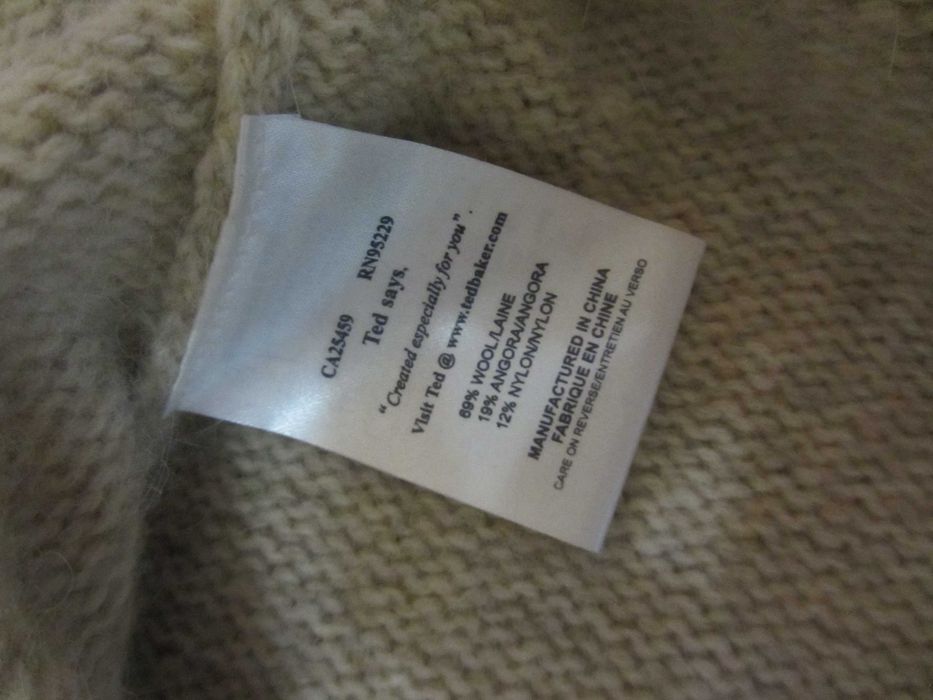 CA25459 RN95229
Ted says,
“Created especially for you”.
Visit Ted @ www.tedbaker.com
69% WOOL/LAINE
19% ANGORA/ANGORA
12% NYLON/NYLON
MANUFACTURED IN CHINA
FABRIQUE EN CHINE
CARE ON REVERSE/ENTRETIEN AU VERSO